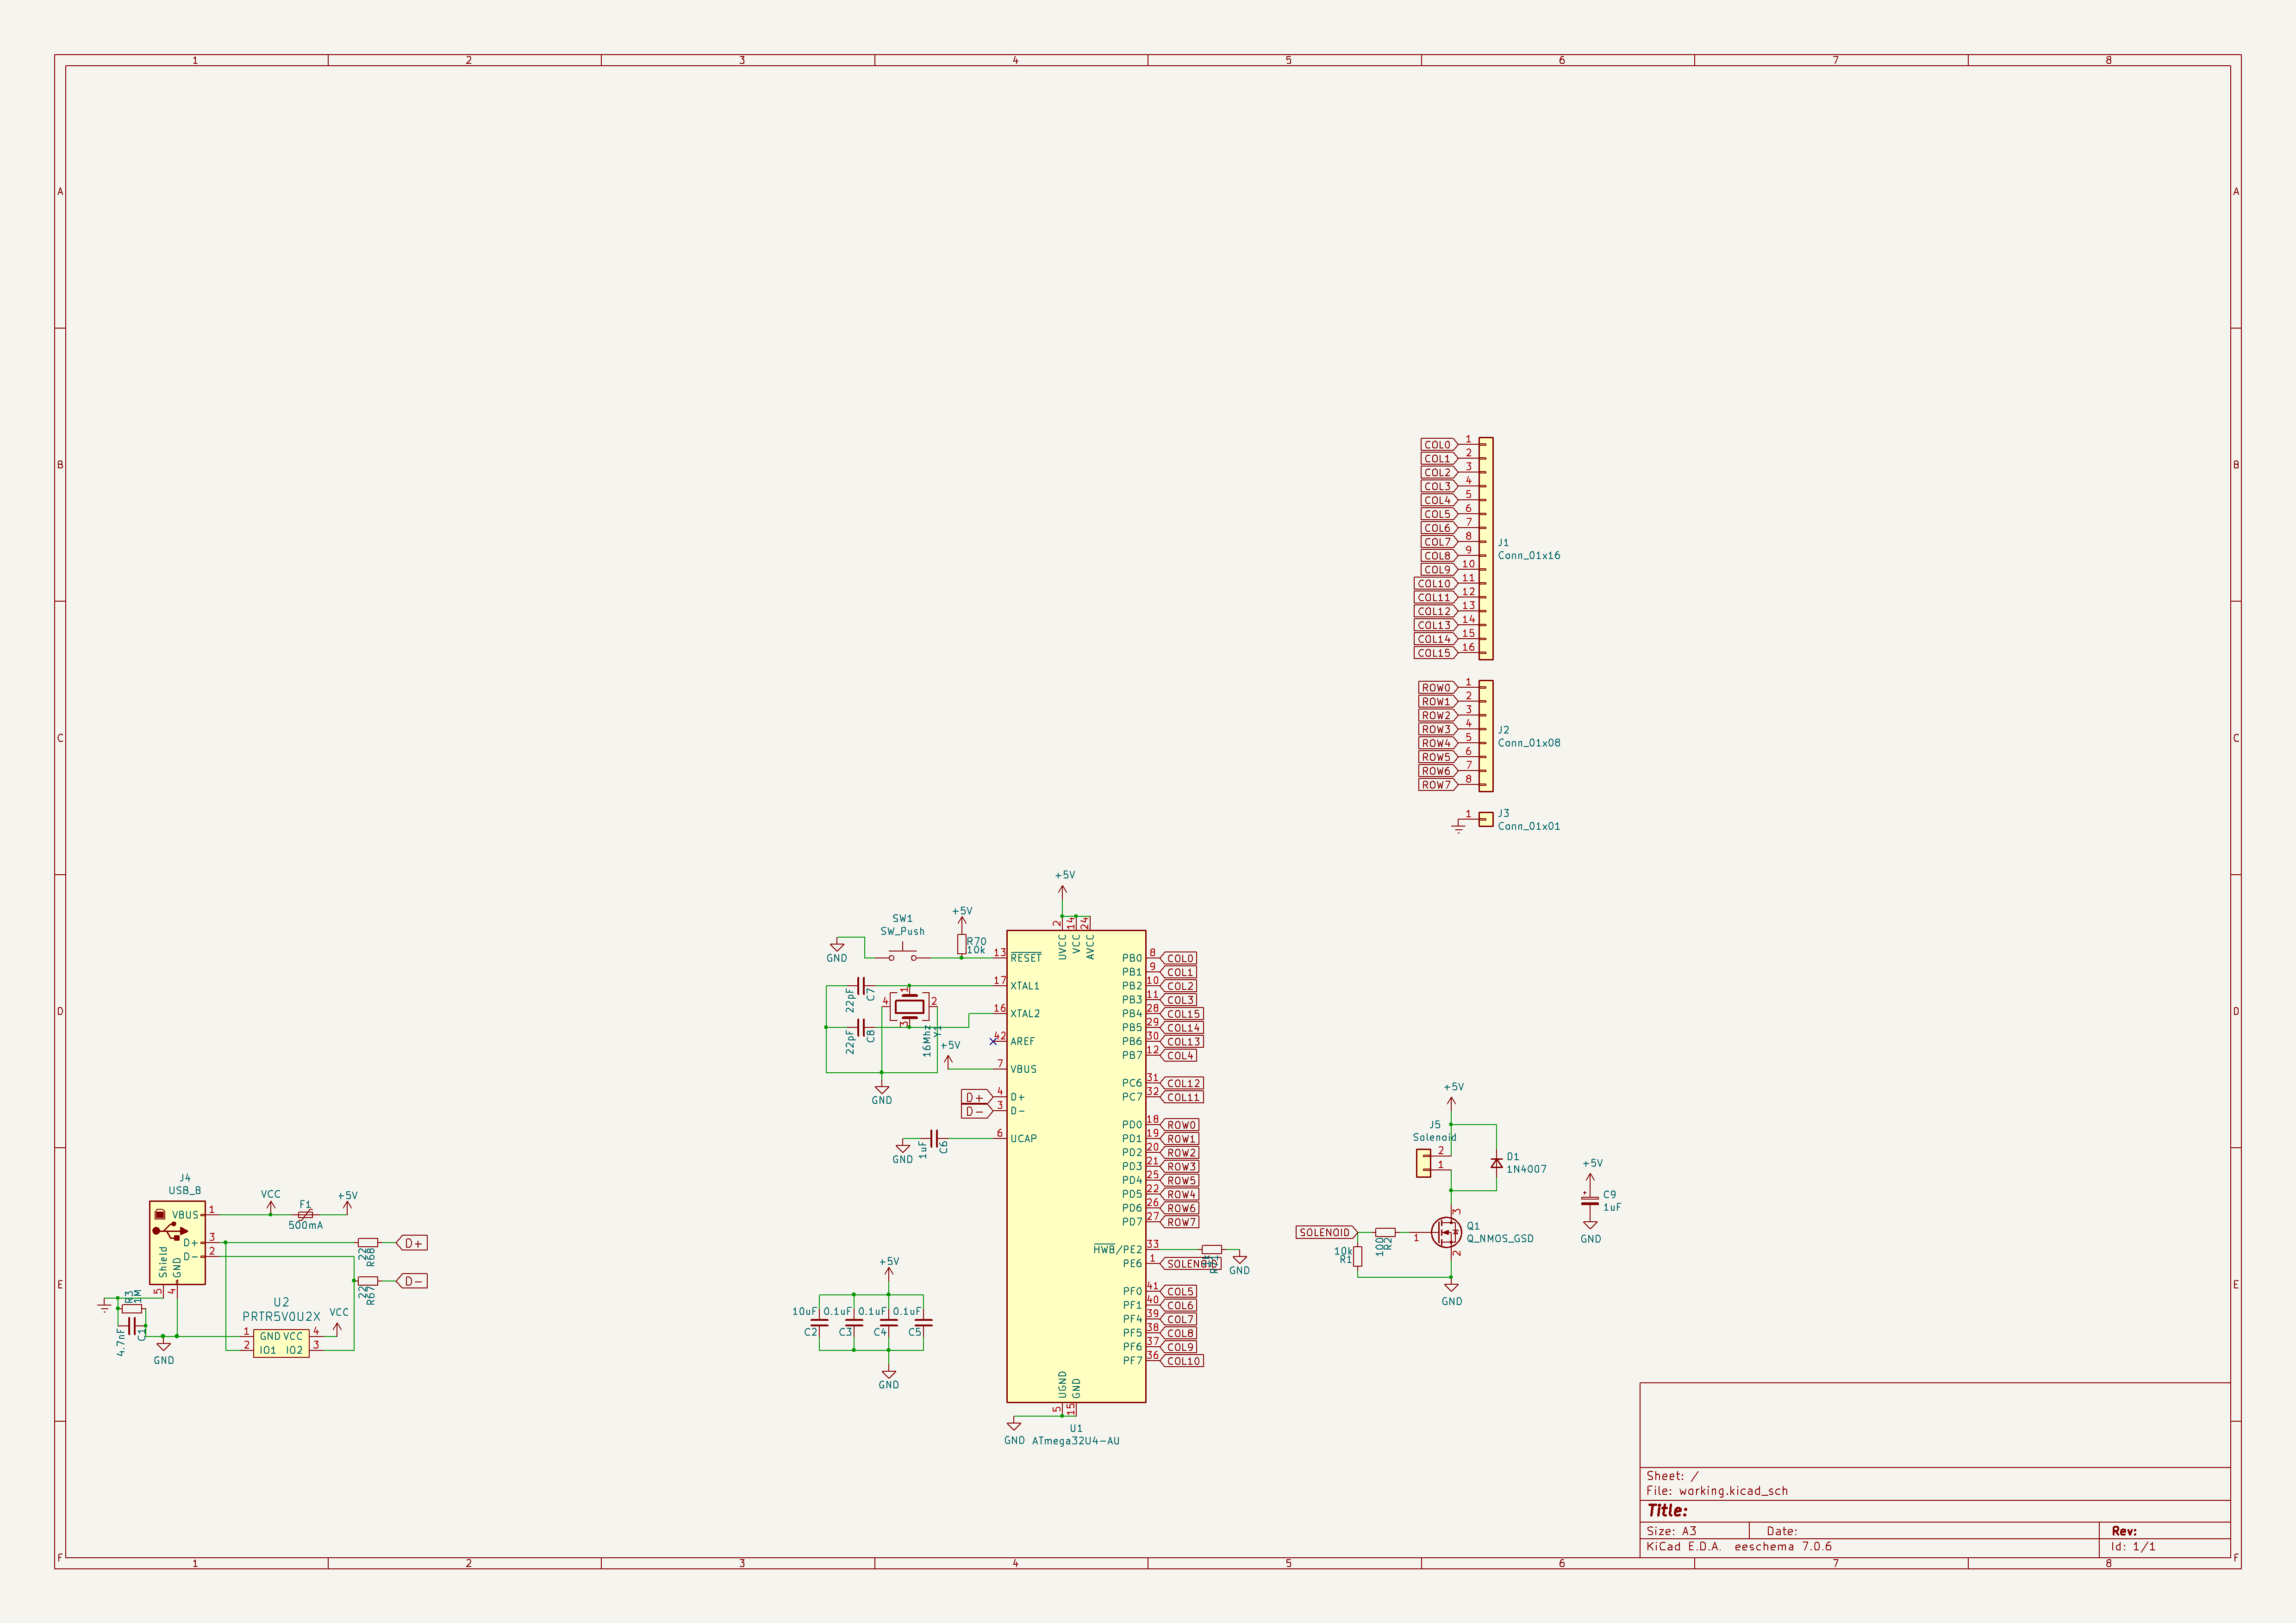 1 2 3 4 5 6 7 8
A A
B B
C C
D D
E E
F F
1 2 3 4 5 6 7 8
COL0 1
COL1 2
COL2 3
COL3 4
COL4 5
COL5 6
COL6 7
COL7 8
COL8 9
COL9 10
COL10 11
COL11 12
COL12 13
COL13 14
COL14 15
COL15 16
J1
Conn_01x16
ROW0 1
ROW1 2
ROW2 3
ROW3 4
ROW4 5
ROW5 6
ROW6 7
ROW7 8
J2
Conn_01x08
1
J3
Conn_01x01
+5V
SW1
SW_Push
+5V
R70
10k
GND
22pF
C7
22pF
C8
1
2
3
4
16Mhz
Y1
GND
+5V
D+
D-
GND
1uF
C6
2 UVCC
14 VCC
24 AVCC
13 RESET
17 XTAL1
16 XTAL2
42 AREF
7 VBUS
4 D+
3 D-
6 UCAP
PB0 8 COL0
PB1 9 COL1
PB2 10 COL2
PB3 11 COL3
PB4 28 COL15
PB5 29 COL14
PB6 30 COL13
PB7 12 COL4
PC6 31 COL12
PC7 32 COL11
PD0 18 ROW0
PD1 19 ROW1
PD2 20 ROW2
PD3 21 ROW3
PD4 25 ROW5
PD5 22 ROW4
PD6 26 ROW6
PD7 27 ROW7
HWB/PE2 33
PE6 1 SOLENOID
GND
PF0 41 COL5
PF1 40 COL6
PF4 39 COL7
PF5 38 COL8
PF6 37 COL9
PF7 36 COL10
UGND 5
GND 15
GND
U1
ATmega32U4-AU
+5V
10uF 0.1uF 0.1uF 0.1uF
C2 C3 C4 C5
GND
J4
USB_B
VBUS 1
D+ 3
D- 2
Shield 5
GND 4
VCC
F1
500mA
+5V
22
R68
D+
22
R67
D-
R3
1M
4.7nF
C1
GND
U2
PRTR5V0U2X
VCC
1 GND VCC 4
2 IO1 IO2 3
+5V
J5
Solenoid
2
1
D1
1N4007
SOLENOID
10k
R1
100
R2
1
3
2
Q1
Q_NMOS_GSD
GND
+5V
C9
1uF
GND
Sheet: /
File: working.kicad_sch
Title:
Size: A3 Date: Rev:
KiCad E.D.A. eeschema 7.0.6 Id: 1/1